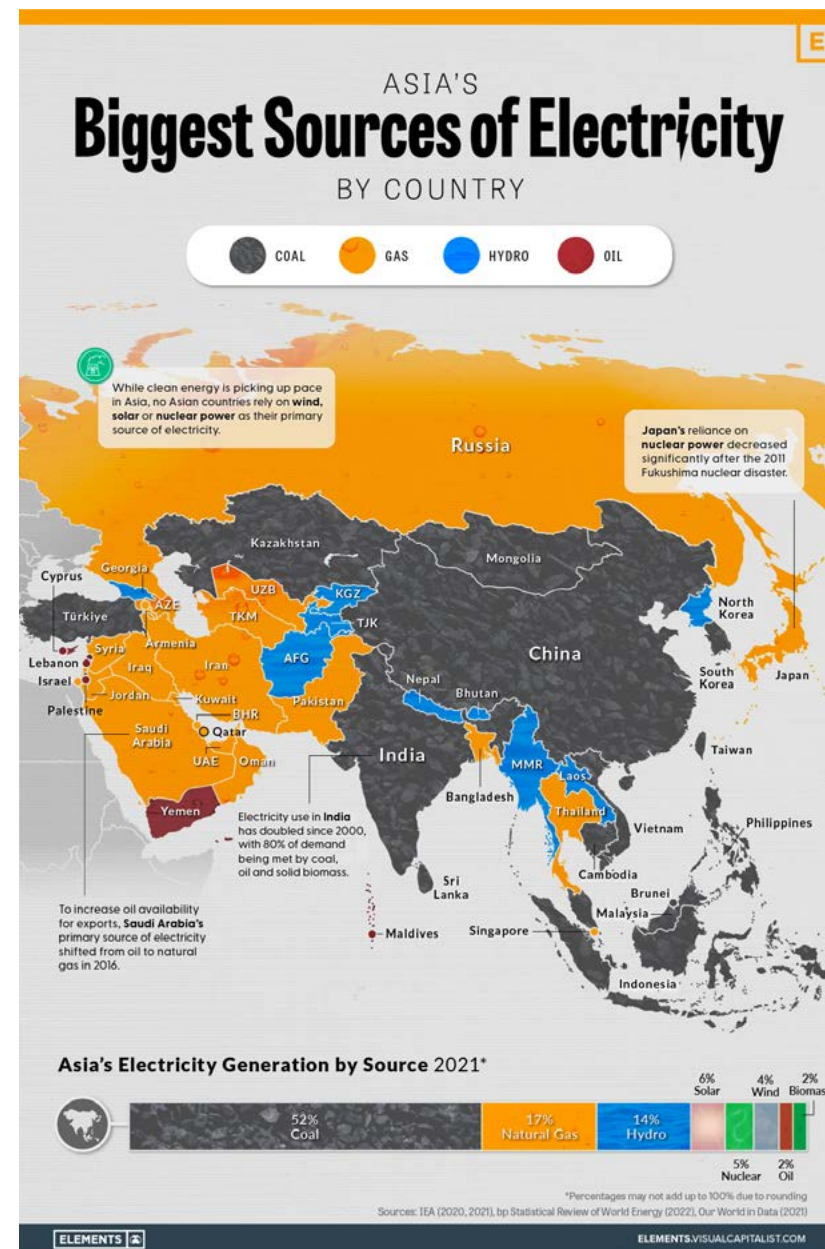 E
ASIA'S
Biggest Sources of Electricity
BY COUNTRY
COAL
GAS
HYDRO
OIL
While clean energy is picking up pace
in Asia, no Asian countries rely on wind,
solar or nuclear power as their primary
source of electricity.
Japan's reliance on
nuclear power decreased
significantly after the 2011
Fukushima nuclear disaster.
Russia
Kazakhstan
Mongolia
Georgia
Cyprus
AZE
UZB
KGZ
North
Korea
Türkiye
TKM
TJK
Syria
Armenia
China
Lebanon
Iraq
Iran
AFG
South
Korea
Japan
Israel
Jordan
Kuwait
Pakistan
Nepal
Bhutan
Palestine
BHR
Saudi
Arabia
Qatar
India
Taiwan
UAE
Oman
MMR
Laos
Bangladesh
Yemen
Thailand
Electricity use in India
has doubled since 2000,
with 80% of demand
being met by coal,
oil and solid biomass.
Vietnam
Philippines
Cambodia
Sri
Lanka
Brunei
Malaysia
To increase oil availability
for exports, Saudi Arabia's
primary source of electricity
shifted from oil to natural
gas in 2016.
Maldives
Singapore
Indonesia
Asia's Electricity Generation by Source 2021*
52%
Coal
17%
Natural Gas
14%
Hydro
6%
Solar
4%
Wind
2%
Biomas
5%
Nuclear
2%
Oil
*Percentages may not add up to 100% due to rounding
Sources: IEA (2020, 2021), bp Statistical Review of World Energy (2022), Our World in Data (2021)
ELEMENTS
ELEMENTS.VISUALCAPITALIST.COM